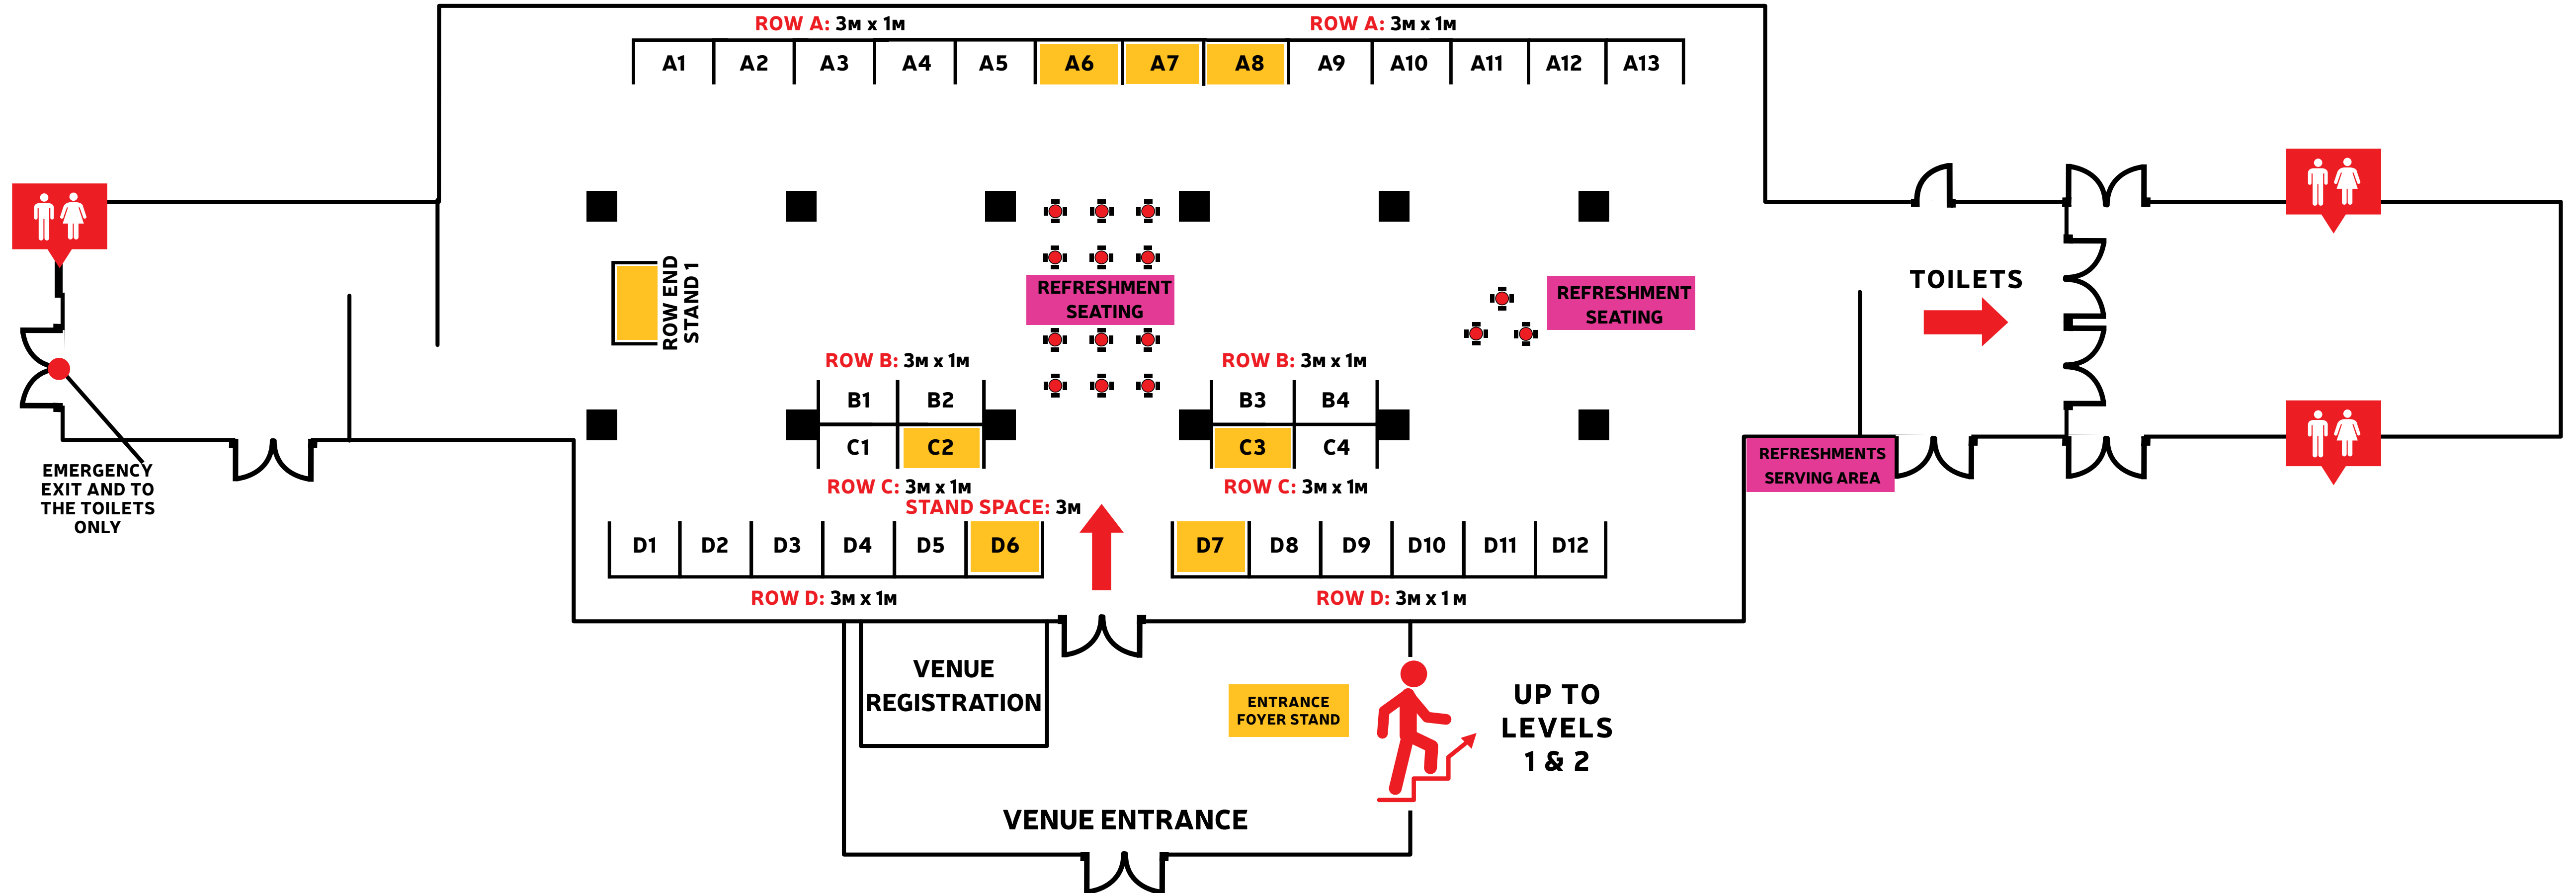 ROW A: 3M x 1M
ROW A: 3M x 1M
A1 A2 A3 A4 A5 A6 A7 A8 A9 A10 A11 A12 A13
TOILETS
ROW END
STAND 1
REFRESHMENT
SEATING
REFRESHMENT
SEATING
ROW B: 3M x 1M
ROW B: 3M x 1M
B1 B2
B3 B4
C1 C2
C3 C4
ROW C: 3M x 1M
ROW C: 3M x 1M
STAND SPACE: 3M
REFRESHMENTS
SERVING AREA
EMERGENCY
EXIT AND TO
THE TOILETS
ONLY
D1 D2 D3 D4 D5 D6
D7 D8 D9 D10 D11 D12
ROW D: 3M x 1M
ROW D: 3M x 1M
VENUE
REGISTRATION
ENTRANCE
FOYER STAND
UP TO
LEVELS
1 & 2
VENUE ENTRANCE